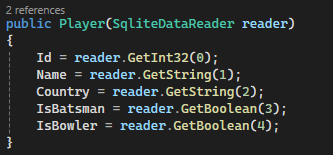 2 references
public Player(SqliteDataReader reader)
{
    Id = reader.GetInt32(0);
    Name = reader.GetString(1);
    Country = reader.GetString(2);
    IsBatsman = reader.GetBoolean(3);
    IsBowler = reader.GetBoolean(4);
}